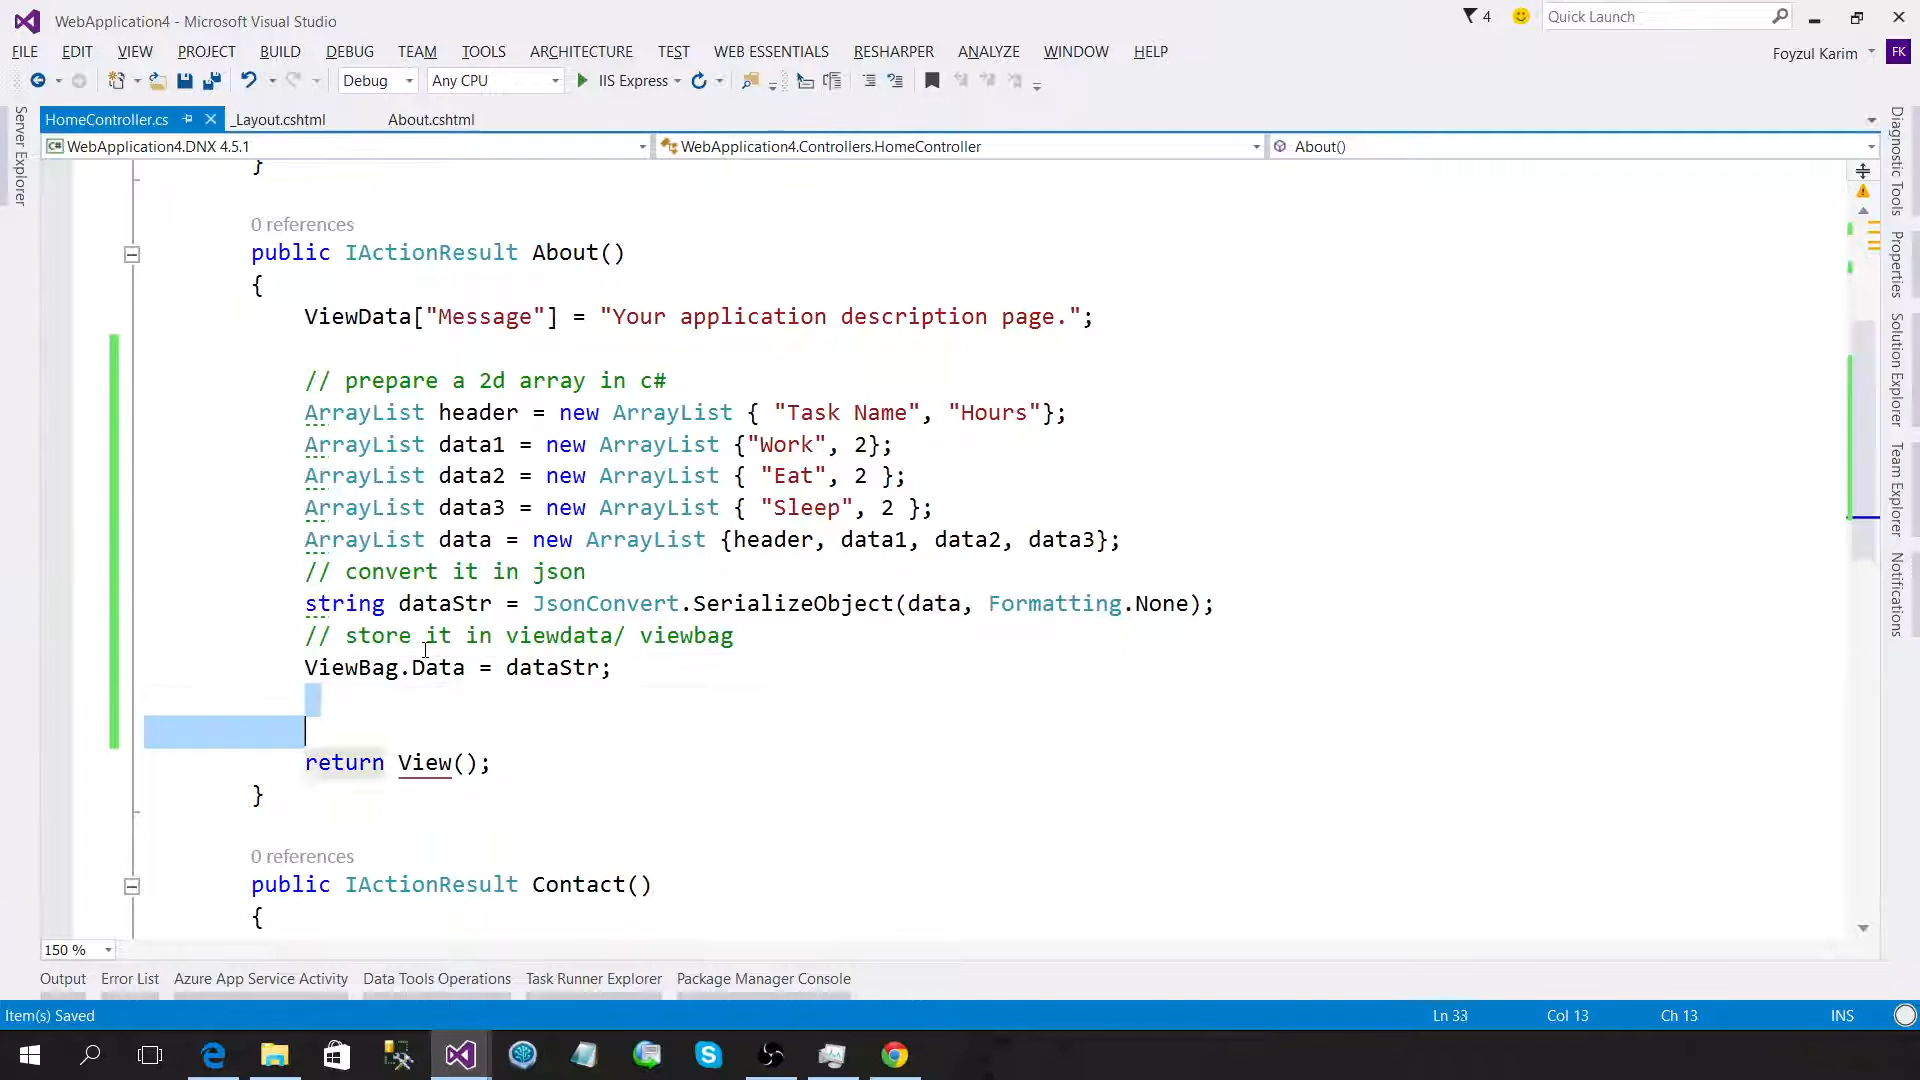 WebApplication4 - Microsoft Visual Studio
4
Quick Launch
FILE EDIT VIEW PROJECT BUILD DEBUG TEAM TOOLS ARCHITECTURE TEST WEB ESSENTIALS RESHARPER ANALYZE WINDOW HELP
Foyzul Karim FK
Debug Any CPU IIS Express
HomeController.cs _Layout.cshtml About.cshtml
C# WebApplication4.DNX 4.5.1 WebApplication4.Controllers.HomeController About()
Server Explorer
}
0 references
public IActionResult About()
{
ViewData["Message"] = "Your application description page.";
// prepare a 2d array in c#
ArrayList header = new ArrayList { "Task Name", "Hours"};
ArrayList data1 = new ArrayList {"Work", 2};
ArrayList data2 = new ArrayList { "Eat", 2 };
ArrayList data3 = new ArrayList { "Sleep", 2 };
ArrayList data = new ArrayList {header, data1, data2, data3};
// convert it in json
string dataStr = JsonConvert.SerializeObject(data, Formatting.None);
// store it in viewdata/ viewbag
ViewBag.Data = dataStr;
return View();
}
0 references
public IActionResult Contact()
{
Diagnostic Tools
Properties
Solution Explorer
Team Explorer
Notifications
150 %
Output Error List Azure App Service Activity Data Tools Operations Task Runner Explorer Package Manager Console
Item(s) Saved Ln 33 Col 13 Ch 13 INS